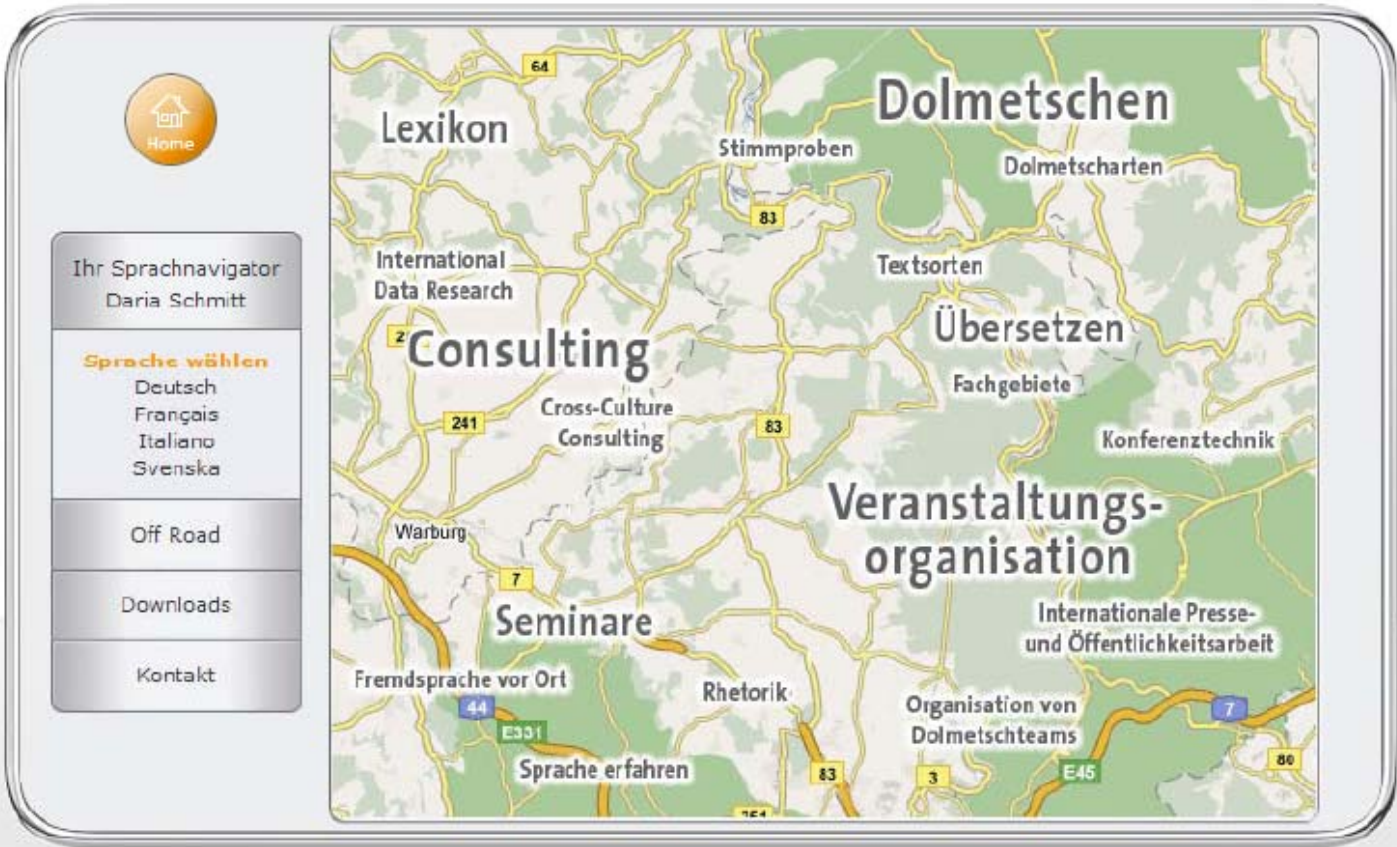 Home
Ihr Sprachnavigator
Daria Schmitt
Sprache wählen
Deutsch
Français
Italiano
Svenska
Off Road
Downloads
Kontakt
64
Lexikon
Dolmetschen
Stimmproben
Dolmetscharten
83
International
Data Research
Textsorten
Consulting
Übersetzen
Fachgebiete
Cross-Culture
Consulting
241
83
Konferenztechnik
Veranstaltungs-
organisation
Warburg
7
Seminare
Internationale Presse-
und Öffentlichkeitsarbeit
Fremdsprache vor Ort
Rhetorik
44
E331
Organisation von
Dolmetschteams
7
Sprache erfahren
83
3
E45
80